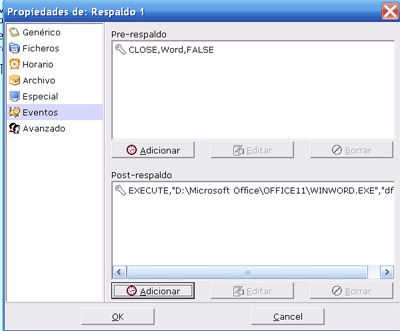 Propiedades de: Respaldo 1
Genérico
Ficheros
Horario
Archivo
Especial
Eventos
Avanzado
Pre-respaldo
CLOSE,Word,FALSE
Adicionar
Editar
Borrar
Post-respaldo
EXECUTE,"D:\Microsoft Office\OFFICE11\WINWORD.EXE","df
Adicionar
Editar
Borrar
OK
Cancel